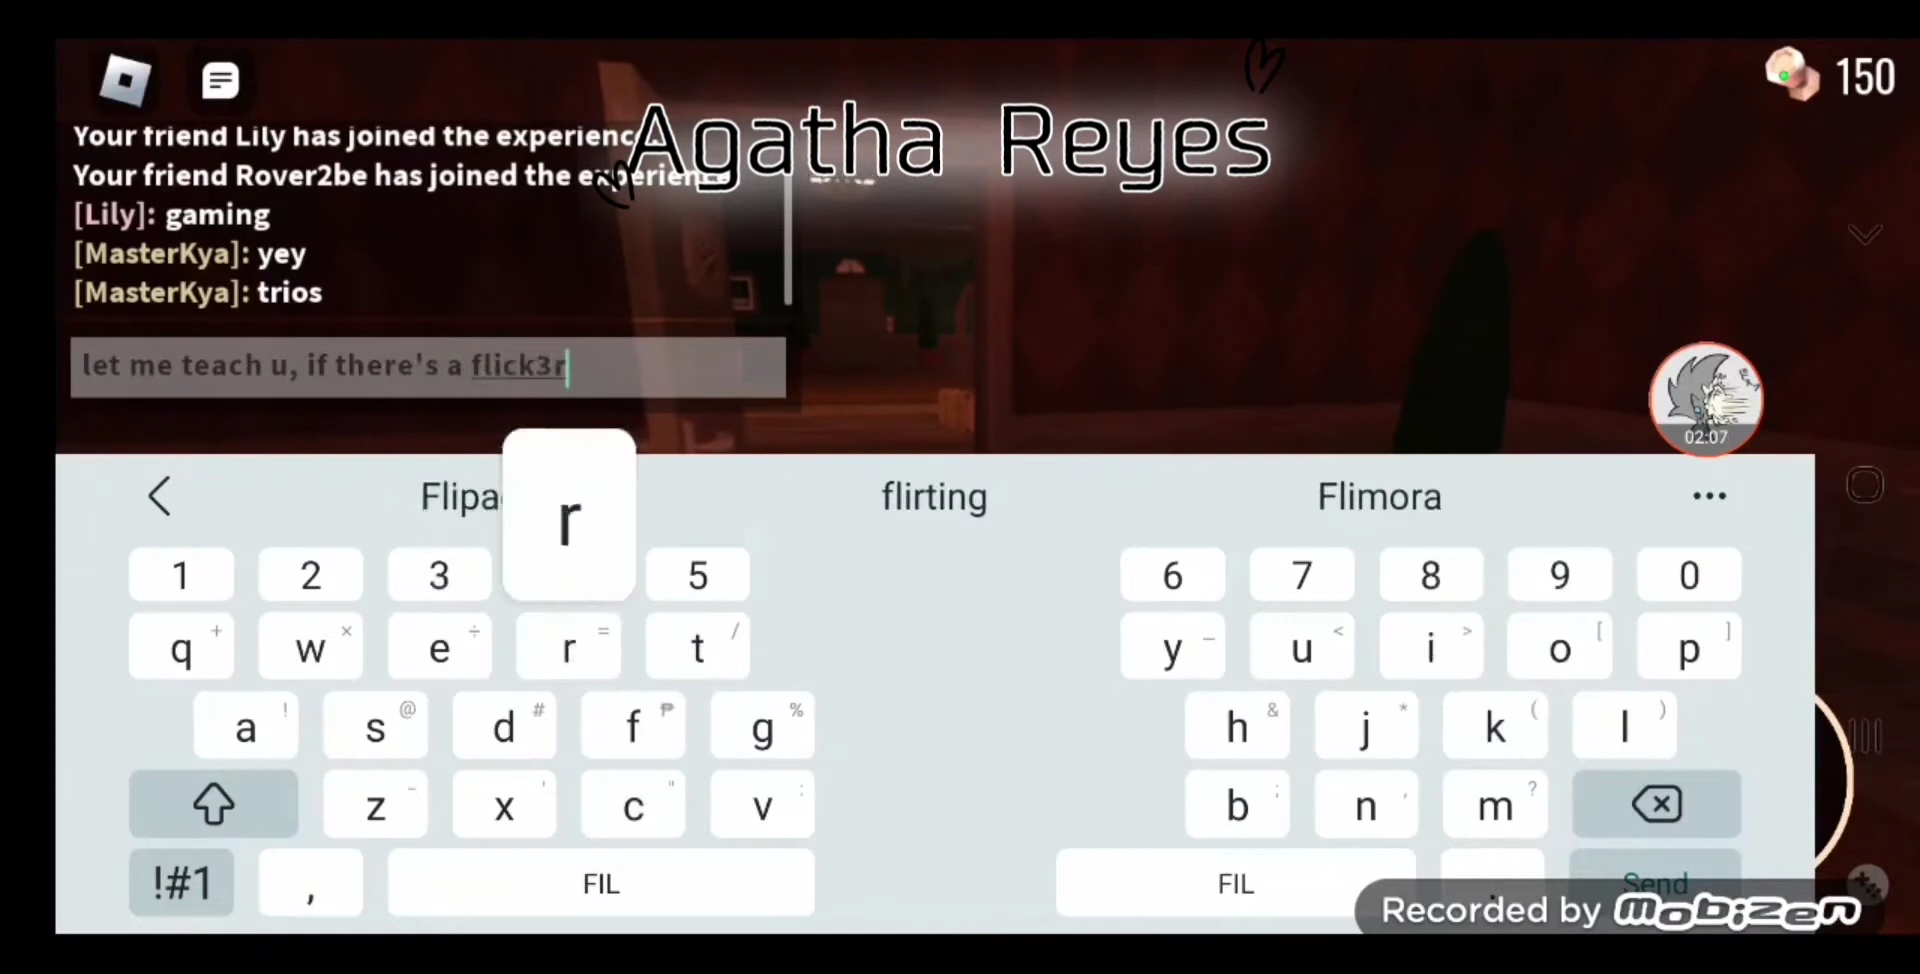 150
Agatha Reyes
Your friend Lily has joined the experience
Your friend Rover2be has joined the experience
[Lily]: gaming
[MasterKya]: yey
[MasterKya]: trios
let me teach u, if there's a flick3r
02:07
Flipa
flirting
Flimora
r
1 2 3 5 6 7 8 9 0
q + w × e ÷ r = t / y _ u < i > o [ p ]
a ! s @ d # f ₱ g % h & j * k ( l )
z - x ' c " v : b ; n , m ?
!#1 , FIL FIL . Send
Recorded by mobizen